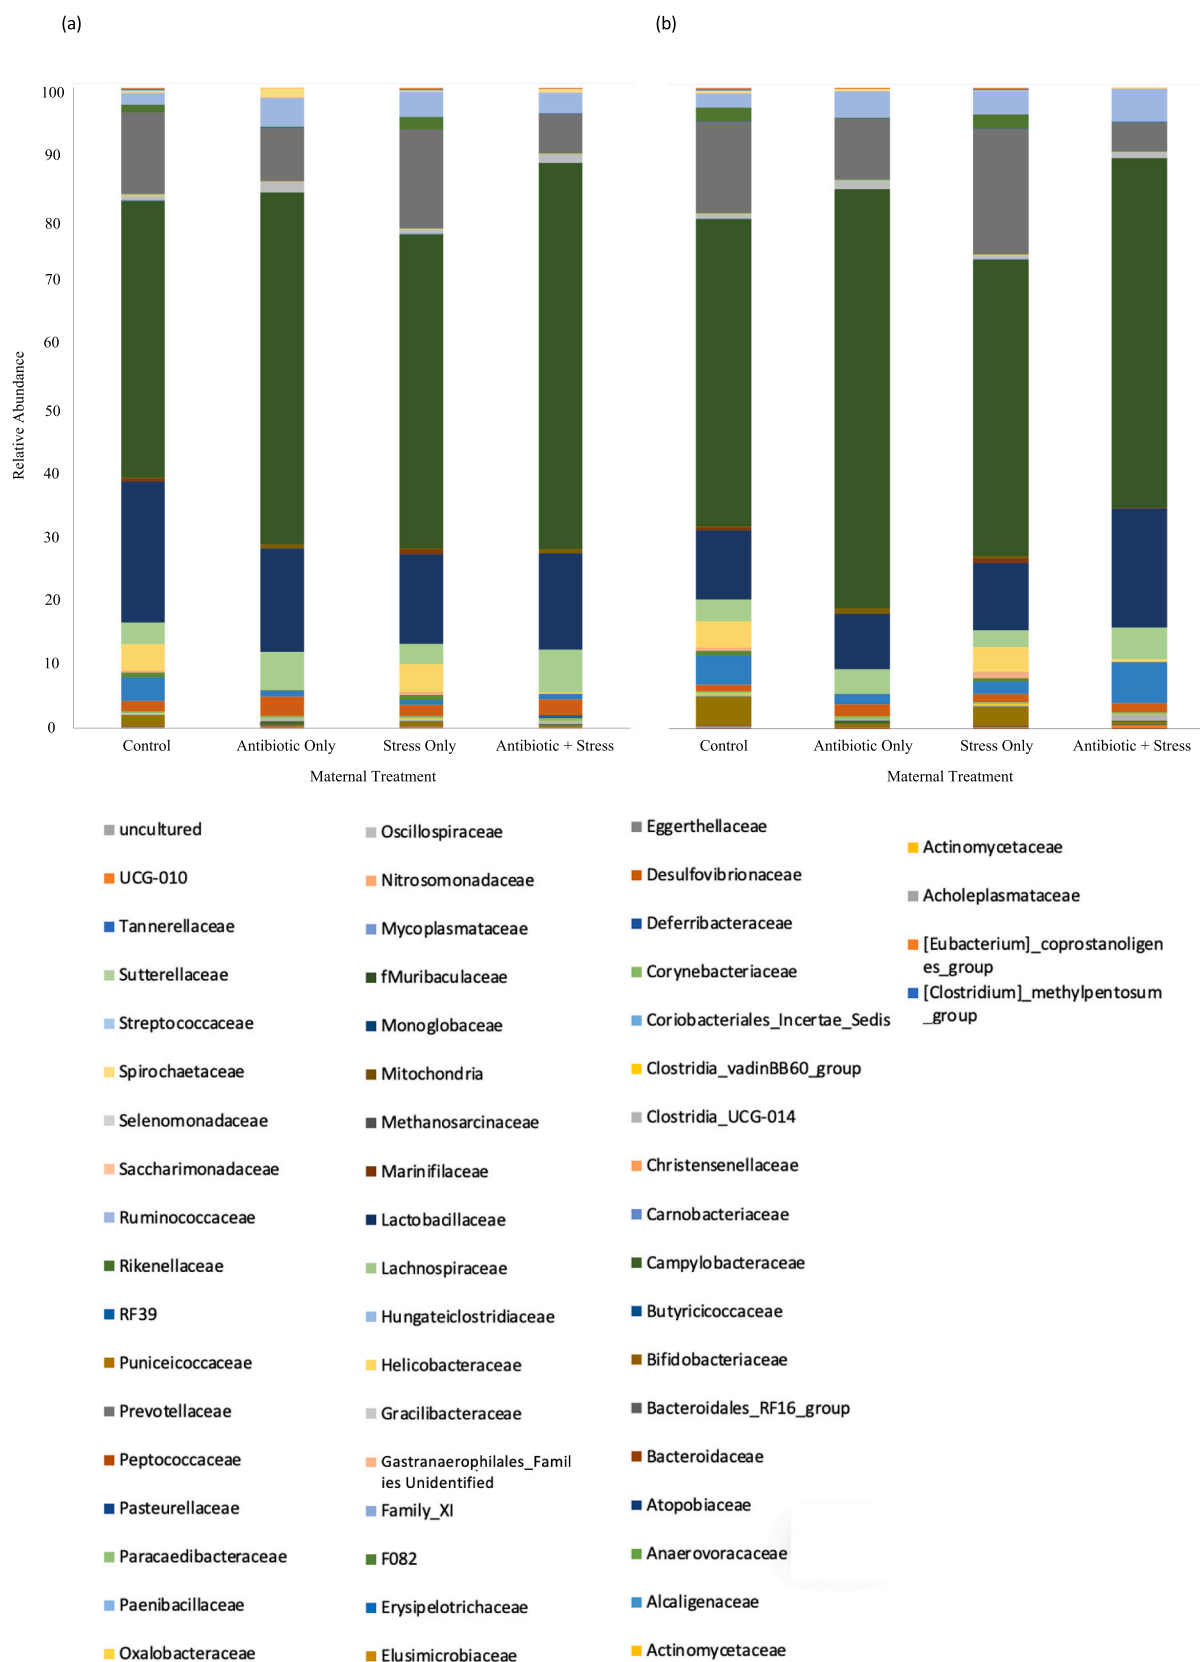 (a)
(b)
100
90
80
70
60
50
40
30
20
10
0
Relative Abundance
Control
Antibiotic Only
Stress Only
Antibiotic + Stress
Maternal Treatment
Control
Antibiotic Only
Stress Only
Antibiotic + Stress
Maternal Treatment
uncultured
UCG-010
Tannerellaceae
Sutterellaceae
Streptococcaceae
Spirochaetaceae
Selenomonadaceae
Saccharimonadaceae
Ruminococcaceae
Rikenellaceae
RF39
Puniceicoccaceae
Prevotellaceae
Peptococcaceae
Pasteurellaceae
Paracaedibacteraceae
Paenibacillaceae
Oxalobacteraceae
Oscillospiraceae
Nitrosomonadaceae
Mycoplasmataceae
fMuribaculaceae
Monoglobaceae
Mitochondria
Methanosarcinaceae
Marinifilaceae
Lactobacillaceae
Lachnospiraceae
Hungateiclostridiaceae
Helicobacteraceae
Gracilibacteraceae
Gastranaerophilales_Famil
ies Unidentified
Family_XI
F082
Erysipelotrichaceae
Elusimicrobiaceae
Eggerthellaceae
Desulfovibrionaceae
Deferribacteraceae
Corynebacteriaceae
Coriobacteriales_Incertae_Sedis
Clostridia_vadinBB60_group
Clostridia_UCG-014
Christensenellaceae
Carnobacteriaceae
Campylobacteraceae
Butyricicoccaceae
Bifidobacteriaceae
Bacteroidales_RF16_group
Bacteroidaceae
Atopobiaceae
Anaerovoracaceae
Alcaligenaceae
Actinomycetaceae
Actinomycetaceae
Acholeplasmataceae
[Eubacterium]_coprostanoligen
es_group
[Clostridium]_methylpentosum
_group